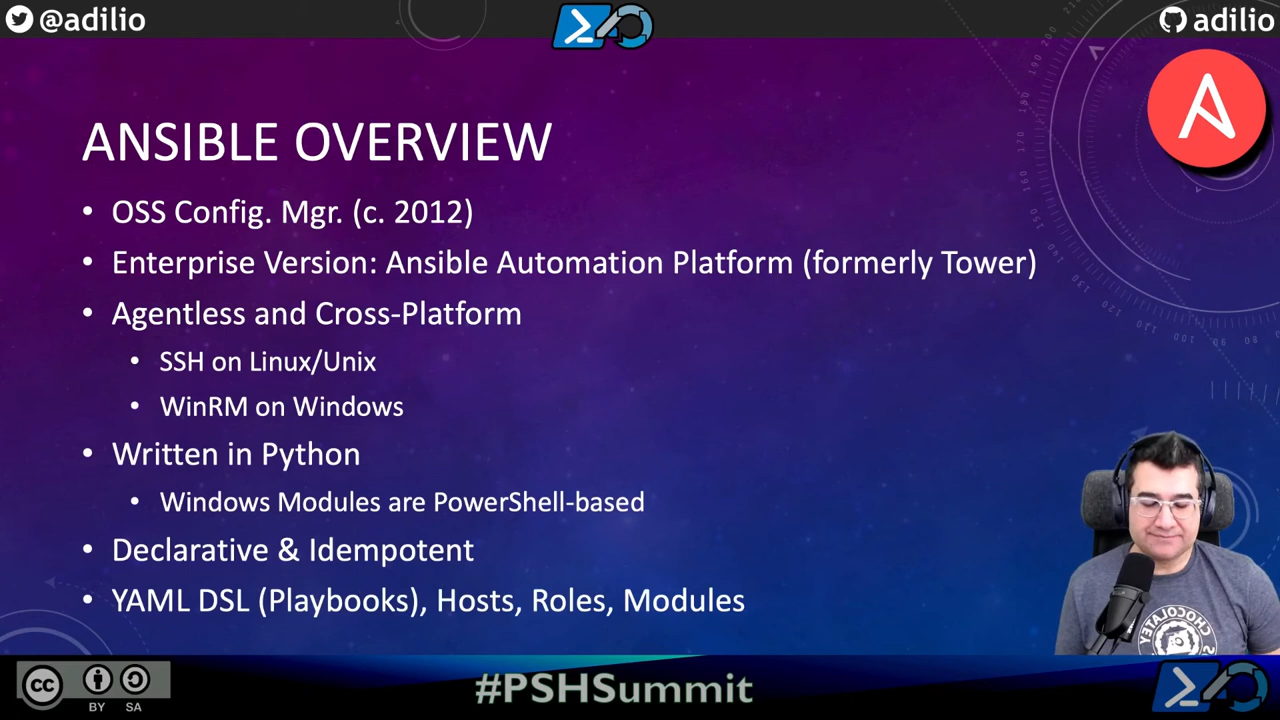 @adilio
adilio
ANSIBLE OVERVIEW
• OSS Config. Mgr. (c. 2012)
• Enterprise Version: Ansible Automation Platform (formerly Tower)
• Agentless and Cross-Platform
• SSH on Linux/Unix
• WinRM on Windows
• Written in Python
• Windows Modules are PowerShell-based
• Declarative & Idempotent
• YAML DSL (Playbooks), Hosts, Roles, Modules
CHOCOLATEY
cc
BY SA
#PSHSummit